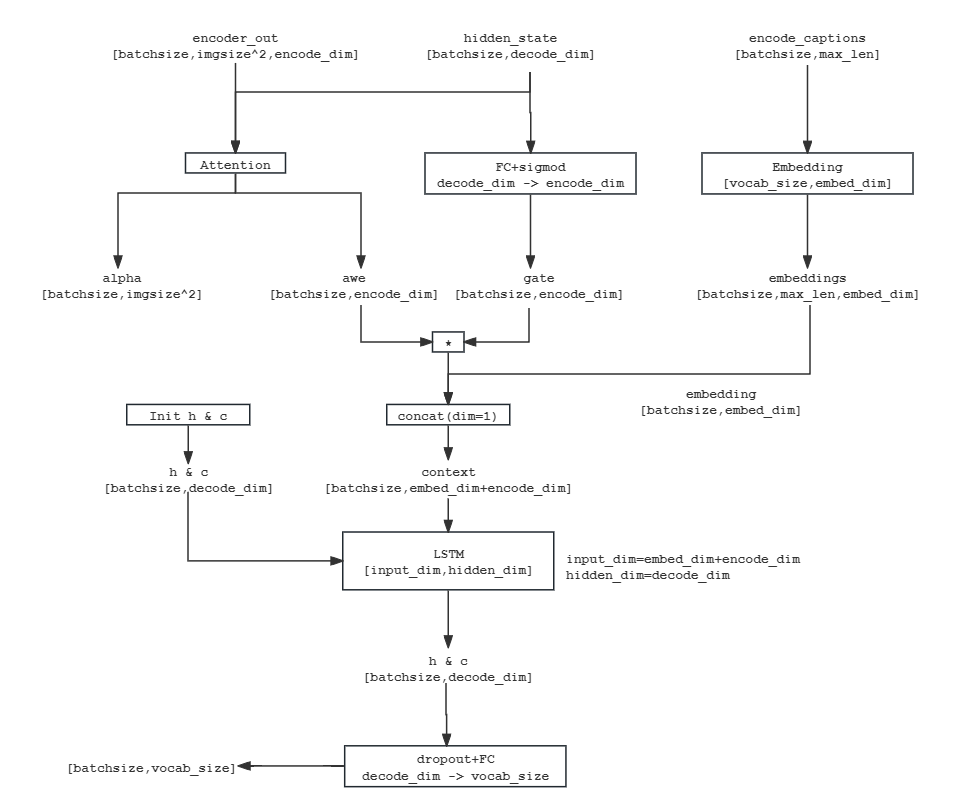 encoder_out
[batchsize,imgsize^2,encode_dim]
hidden_state
[batchsize,decode_dim]
encode_captions
[batchsize,max_len]
Attention
FC+sigmod
decode_dim -> encode_dim
Embedding
[vocab_size,embed_dim]
alpha
[batchsize,imgsize^2]
awe
[batchsize,encode_dim]
gate
[batchsize,encode_dim]
embeddings
[batchsize,max_len,embed_dim]
*
embedding
[batchsize,embed_dim]
Init h & c
concat(dim=1)
h & c
[batchsize,decode_dim]
context
[batchsize,embed_dim+encode_dim]
LSTM
[input_dim,hidden_dim]
input_dim=embed_dim+encode_dim
hidden_dim=decode_dim
h & c
[batchsize,decode_dim]
dropout+FC
decode_dim -> vocab_size
[batchsize,vocab_size]